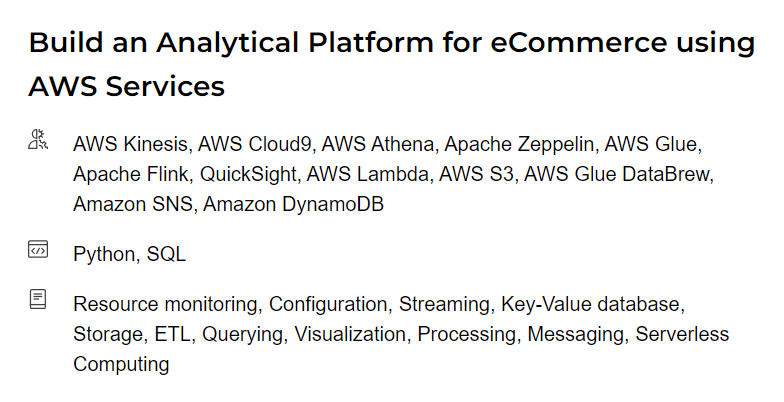 Build an Analytical Platform for eCommerce using
AWS Services
AWS Kinesis, AWS Cloud9, AWS Athena, Apache Zeppelin, AWS Glue,
Apache Flink, QuickSight, AWS Lambda, AWS S3, AWS Glue DataBrew,
Amazon SNS, Amazon DynamoDB
Python, SQL
Resource monitoring, Configuration, Streaming, Key-Value database,
Storage, ETL, Querying, Visualization, Processing, Messaging, Serverless
Computing